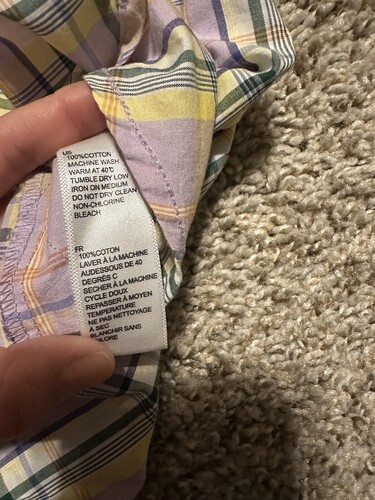 US
100%COTTON
MACHINE WASH
WARM AT 40℃
TUMBLE DRY LOW
IRON ON MEDIUM
DO NOT DRY CLEAN
NON-CHLORINE
BLEACH
FR
100%COTON
LAVER À LA MACHINE
AUDESSOUS DE 40
DEGRÉS C
SECHER À LA MACHINE
CYCLE DOUX
REPASSER À MOYEN
TEMPERATURE
NE PAS NETTOYAGE
À SEC
BLANCHIR SANS